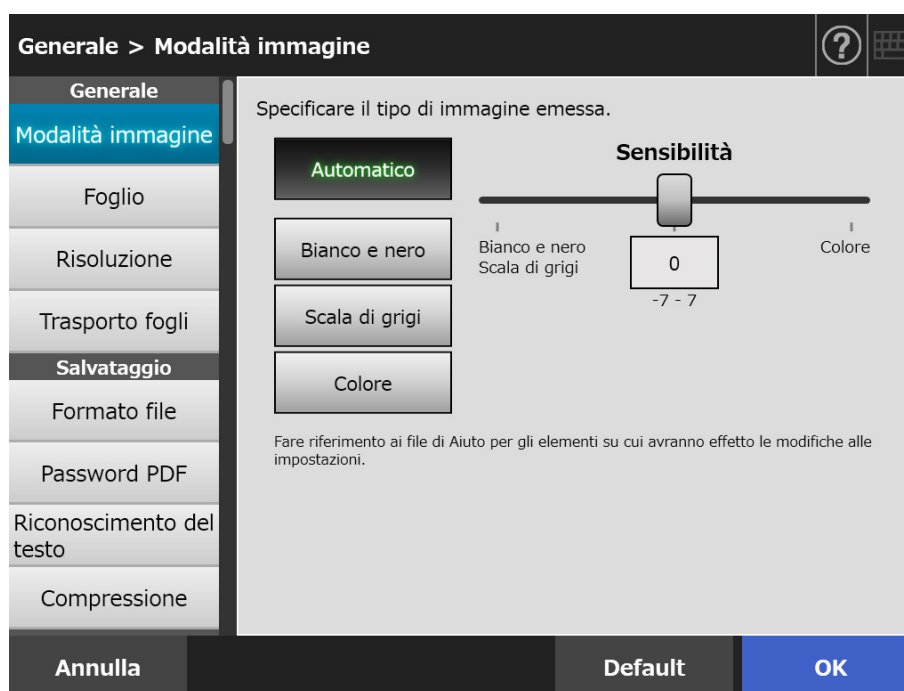 Generale > Modalità immagine
?
Generale
Modalità immagine
Foglio
Risoluzione
Trasporto fogli
Salvataggio
Formato file
Password PDF
Riconoscimento del
testo
Compressione
Specificare il tipo di immagine emessa.
Automatico
Bianco e nero
Scala di grigi
Colore
Sensibilità
Bianco e nero
Scala di grigi
0
-7 - 7
Colore
Fare riferimento ai file di Aiuto per gli elementi su cui avranno effetto le modifiche alle
impostazioni.
Annulla
Default
OK